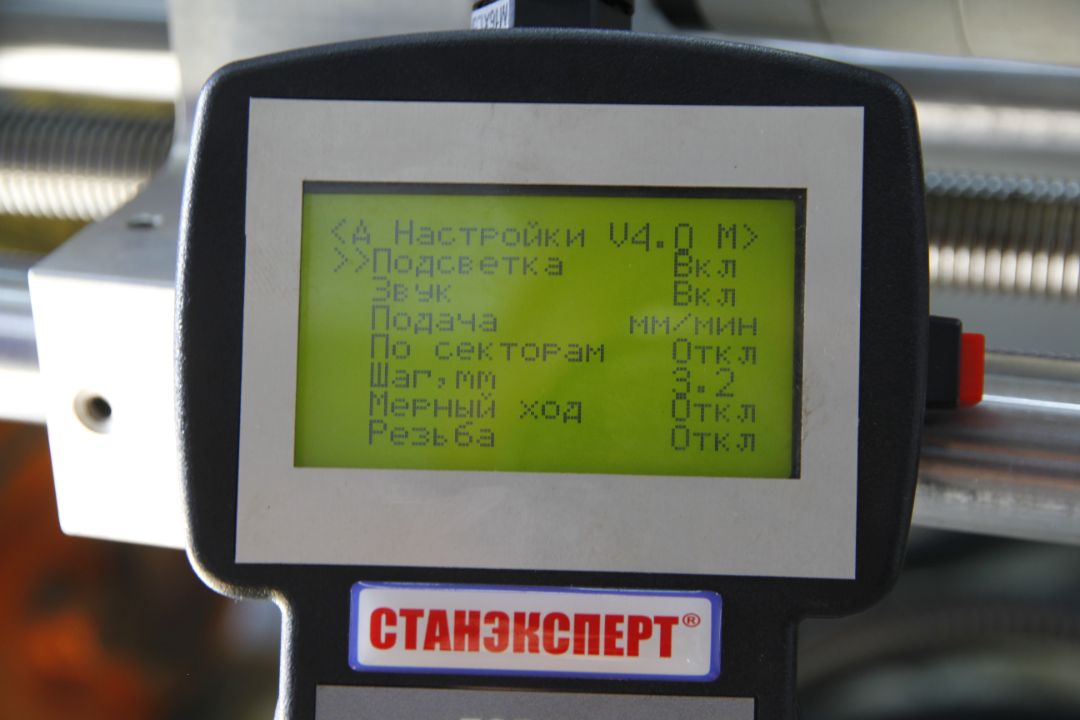 <А Настройки V4.0 М>
>>Подсветка Вкл
Звук Вкл
Подача мм/мин
По секторам Откл
Шаг,мм 3.2
Мерный ход Откл
Резьба Откл
СТАНЭКСПЕРТ®